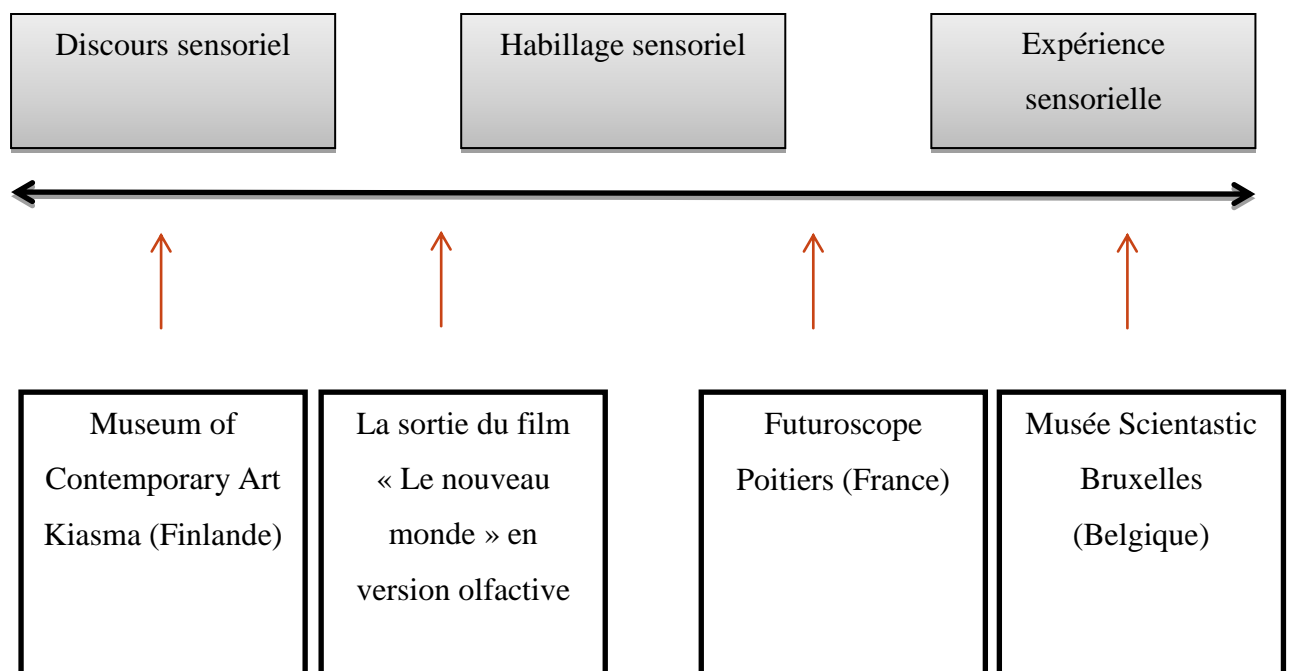 Discours sensoriel
Habillage sensoriel
Expérience
sensorielle
Museum of
Contemporary Art
Kiasma (Finlande)
La sortie du film
« Le nouveau
monde » en
version olfactive
Futuroscope
Poitiers (France)
Musée Scientastic
Bruxelles
(Belgique)